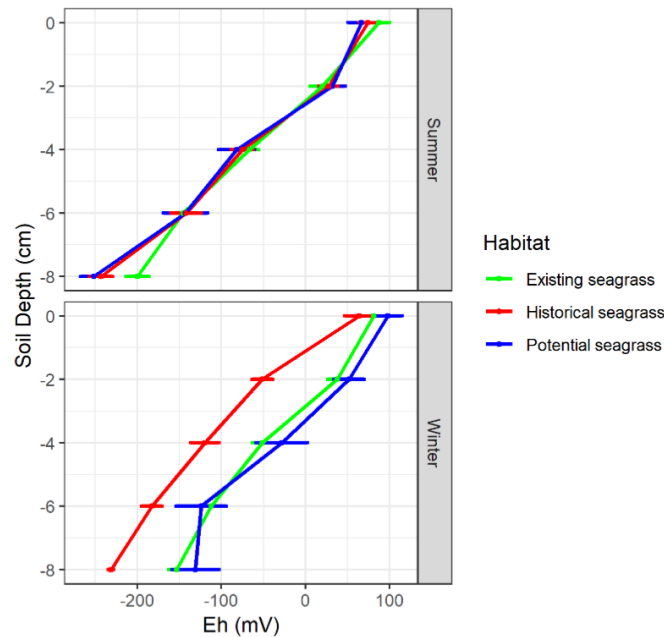 0
-2
-4
-6
-8
Summer
Soil Depth (cm)
Habitat
Existing seagrass
Historical seagrass
Potential seagrass
0
-2
-4
-6
-8
Winter
-200
-100
0
100
Eh (mV)